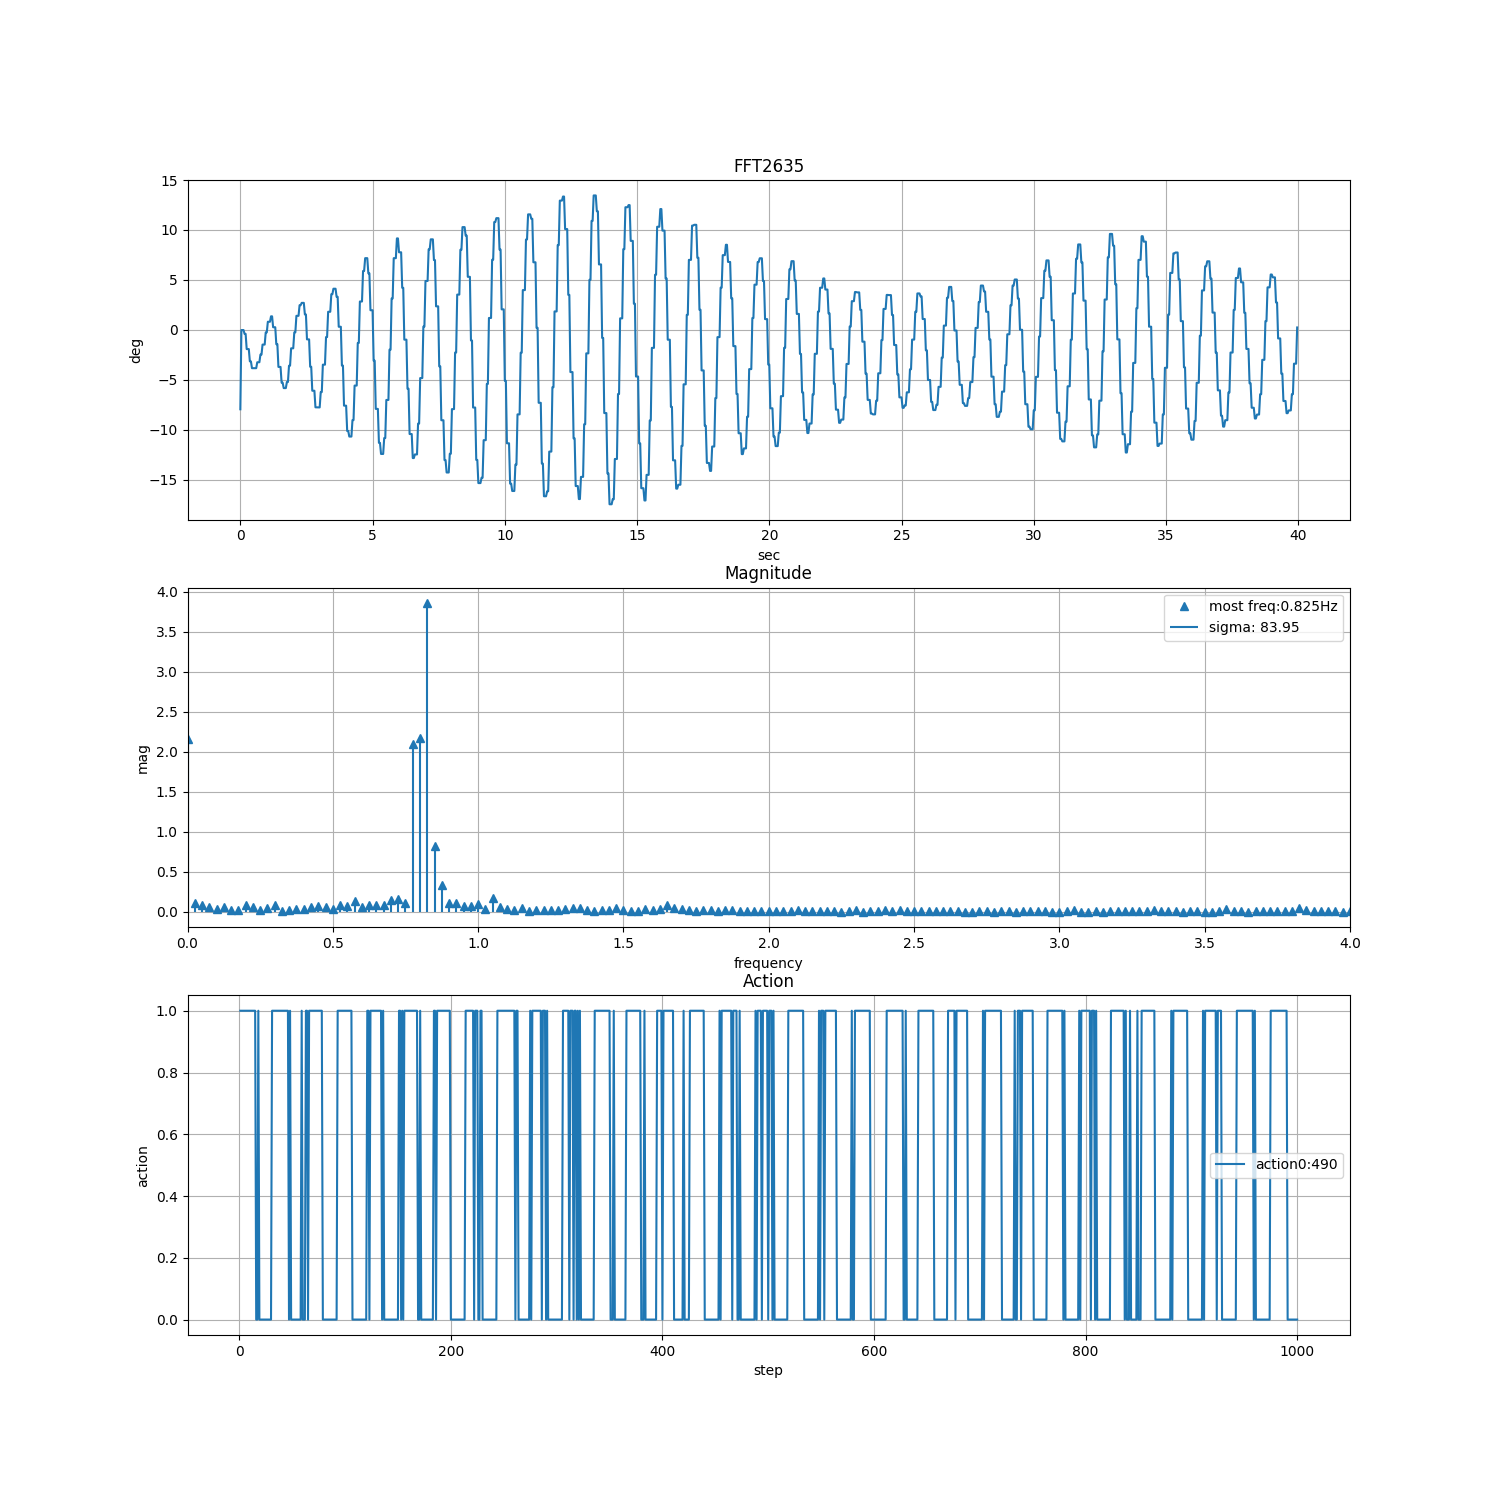 FFT2635
15
10
5
0
−5
−10
−15
deg
0 5 10 15 20 25 30 35 40
sec
Magnitude
4.0
3.5
3.0
2.5
2.0
1.5
1.0
0.5
0.0
mag
most freq:0.825Hz
sigma: 83.95
0.0 0.5 1.0 1.5 2.0 2.5 3.0 3.5 4.0
frequency
Action
1.0
0.8
0.6
0.4
0.2
0.0
action
action0:490
0 200 400 600 800 1000
step